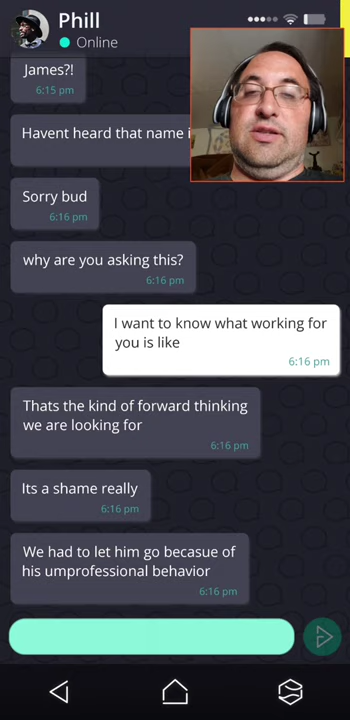 Phill
Online
James?!
6:15 pm
Havent heard that name
6:16 pm
Sorry bud
6:16 pm
why are you asking this?
6:16 pm
I want to know what working for
you is like
6:16 pm
Thats the kind of forward thinking
we are looking for
6:16 pm
Its a shame really
6:16 pm
We had to let him go becasue of
his umprofessional behavior
6:16 pm